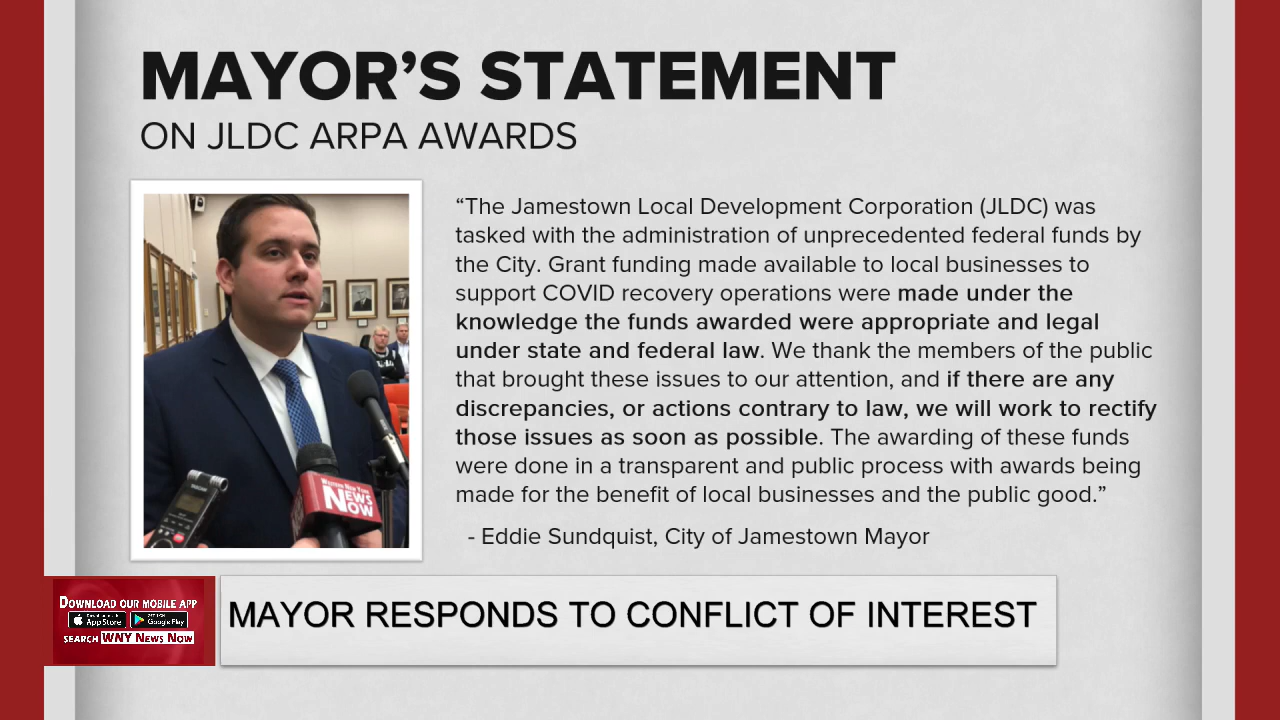 MAYOR’S STATEMENT
ON JLDC ARPA AWARDS
“The Jamestown Local Development Corporation (JLDC) was
tasked with the administration of unprecedented federal funds by
the City. Grant funding made available to local businesses to
support COVID recovery operations were made under the
knowledge the funds awarded were appropriate and legal
under state and federal law. We thank the members of the public
that brought these issues to our attention, and if there are any
discrepancies, or actions contrary to law, we will work to rectify
those issues as soon as possible. The awarding of these funds
were done in a transparent and public process with awards being
made for the benefit of local businesses and the public good.”
- Eddie Sundquist, City of Jamestown Mayor
WESTERN NEW YORK
NEWS
NOW
DOWNLOAD OUR MOBILE APP
App Store
Google Play
SEARCH WNY NEWS NOW
MAYOR RESPONDS TO CONFLICT OF INTEREST